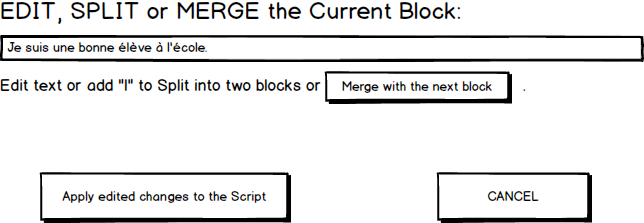 EDIT, SPLIT or MERGE the Current Block:
Je suis une bonne élève à l'école.
Edit text or add "|" to Split into two blocks or Merge with the next block .
Apply edited changes to the Script CANCEL